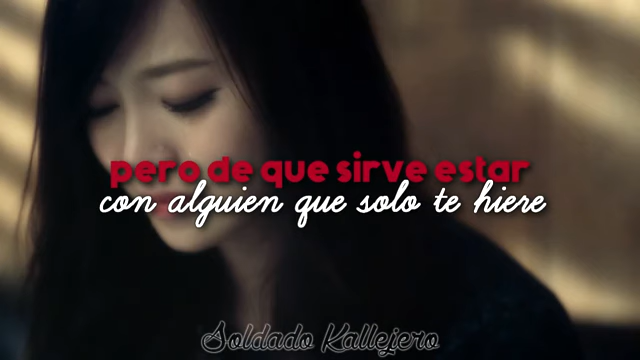 pero de que sirve estar
con alguien que solo te hiere
Soldado Kallejero